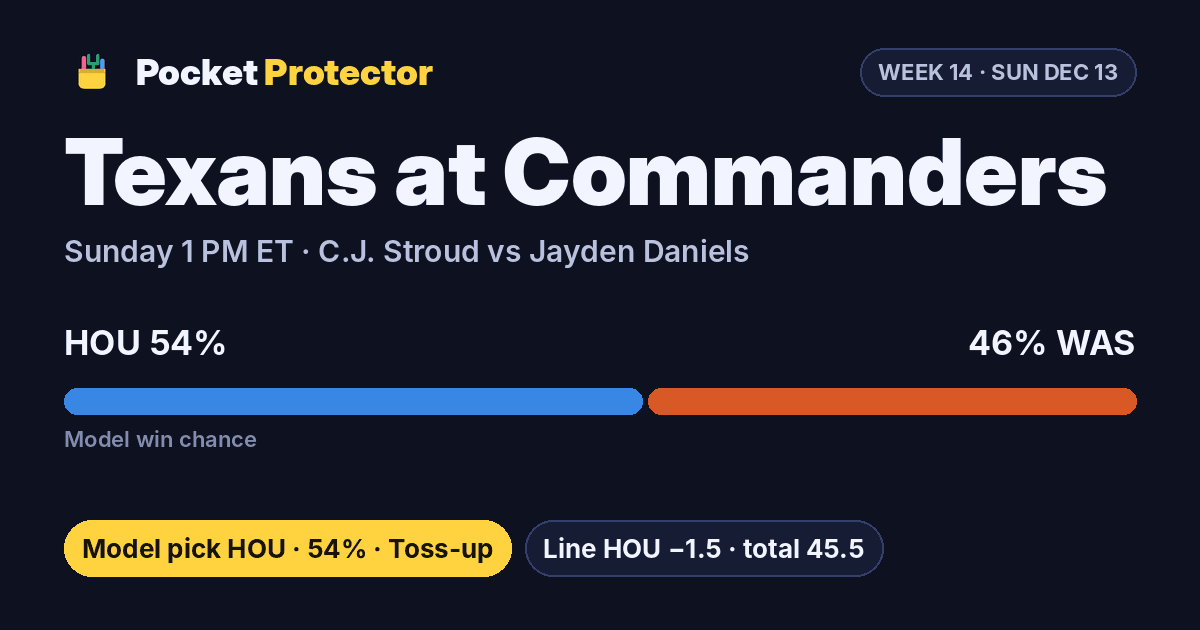 Pocket Protector
WEEK 14 · SUN DEC 13
Texans at Commanders
Sunday 1 PM ET · C.J. Stroud vs Jayden Daniels
HOU 54%
46% WAS
Model win chance
Model pick HOU · 54% · Toss-up
Line HOU −1.5 · total 45.5